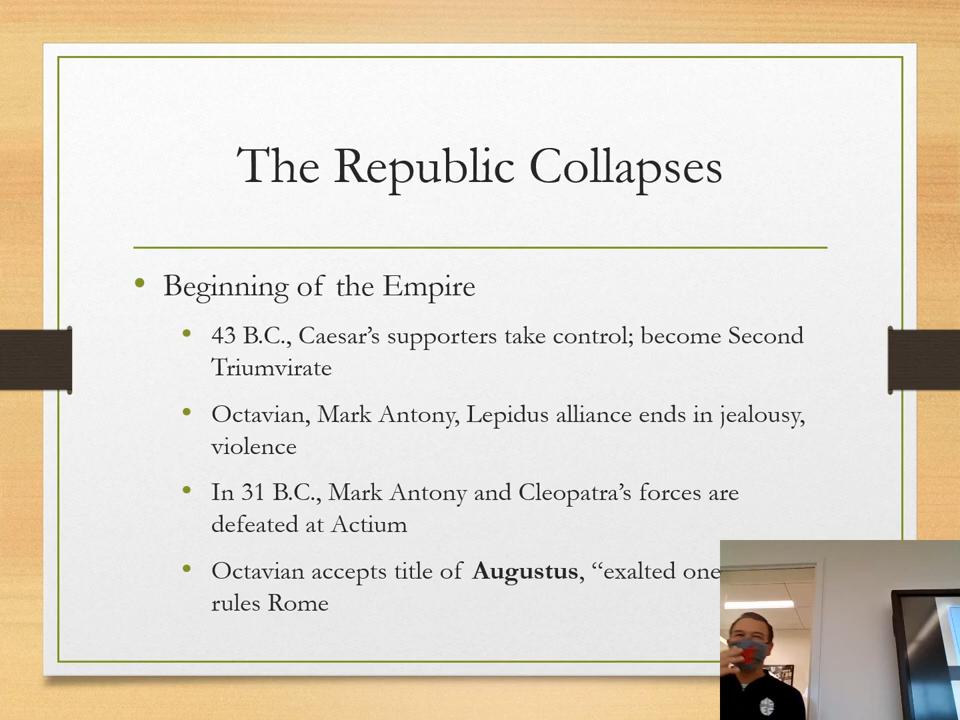 The Republic Collapses
• Beginning of the Empire
• 43 B.C., Caesar’s supporters take control; become Second
Triumvirate
• Octavian, Mark Antony, Lepidus alliance ends in jealousy,
violence
• In 31 B.C., Mark Antony and Cleopatra’s forces are
defeated at Actium
• Octavian accepts title of Augustus, “exalted one
rules Rome